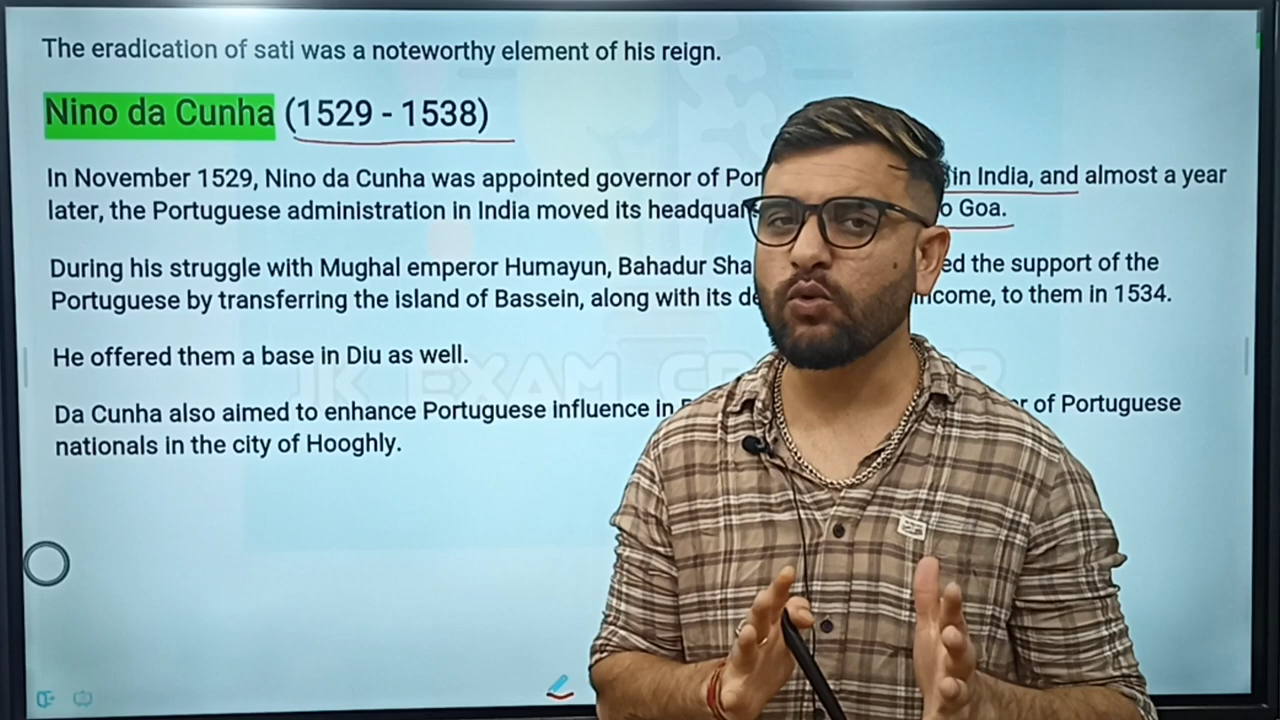 The eradication of sati was a noteworthy element of his reign.
Nino da Cunha (1529 - 1538)
In November 1529, Nino da Cunha was appointed governor of Por in India, and almost a year
later, the Portuguese administration in India moved its headquar o Goa.
During his struggle with Mughal emperor Humayun, Bahadur Sha ed the support of the
Portuguese by transferring the island of Bassein, along with its de income, to them in 1534.
He offered them a base in Diu as well.
JK EXAM
Da Cunha also aimed to enhance Portuguese influence in r of Portuguese
nationals in the city of Hooghly.